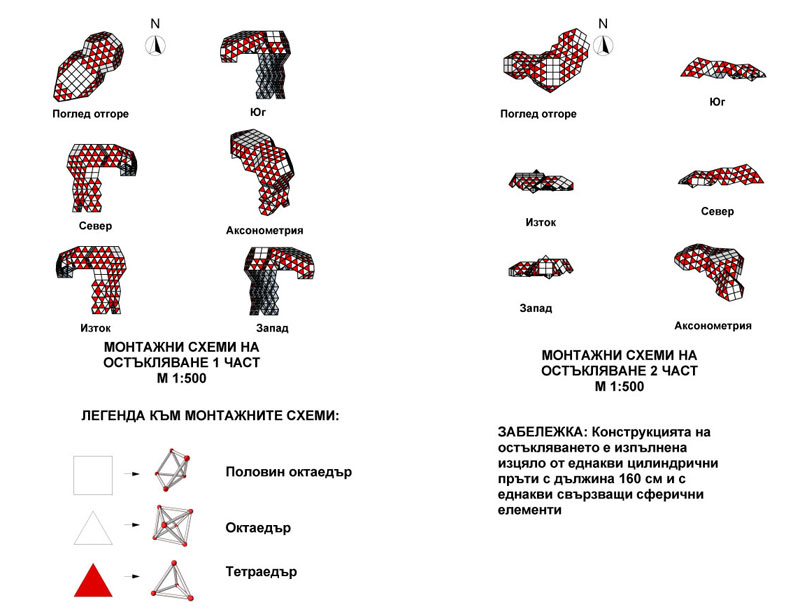 N
Поглед отгоре
Юг
Север
Аксонометрия
Изток
Запад
МОНТАЖНИ СХЕМИ НА
ОСТЪКЛЯВАНЕ 1 ЧАСТ
М 1:500
N
Поглед отгоре
Юг
Изток
Север
Запад
Аксонометрия
МОНТАЖНИ СХЕМИ НА
ОСТЪКЛЯВАНЕ 2 ЧАСТ
М 1:500
ЛЕГЕНДА КЪМ МОНТАЖНИТЕ СХЕМИ:
Половин октаедър
Октаедър
Тетраедър
ЗАБЕЛЕЖКА: Конструкцията на
остъкляването е изпълнена
изцяло от еднакви цилиндрични
пръти с дължина 160 см и с
еднакви свързващи сферични
елементи